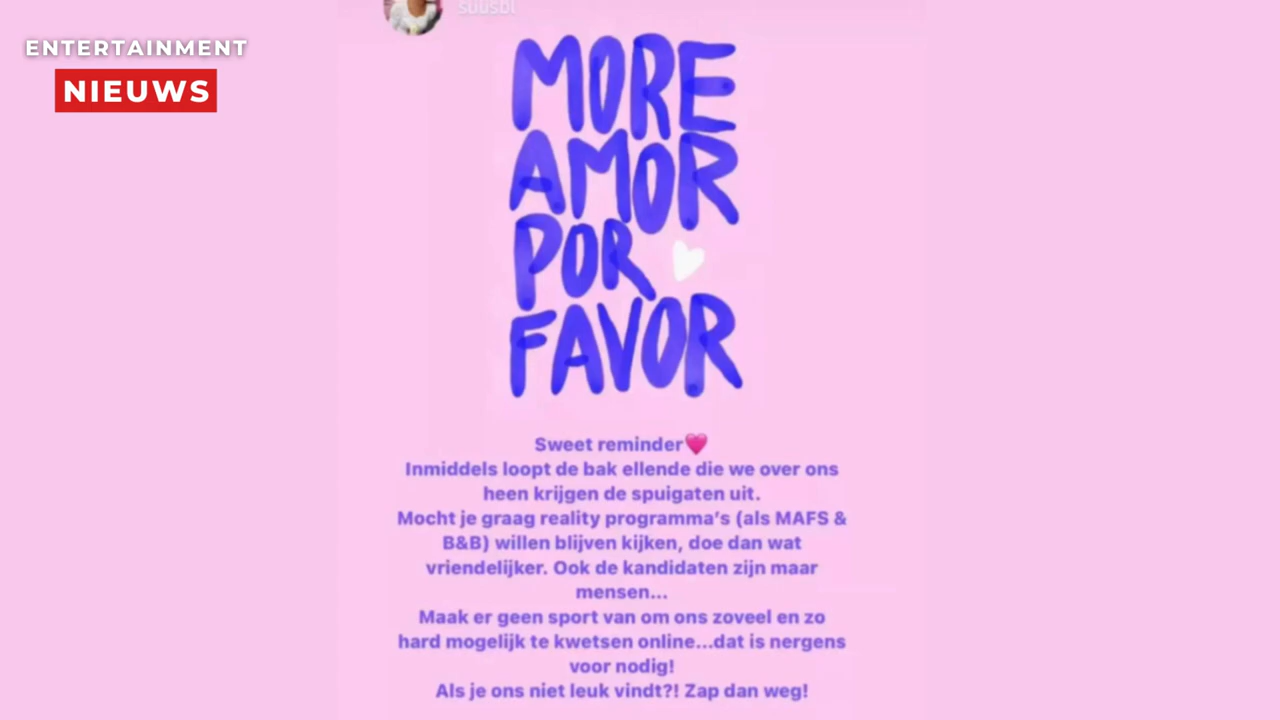 suusbl
ENTERTAINMENT
NIEUWS
MORE
AMOR
POR
FAVOR
Sweet reminder
Inmiddels loopt de bak ellende die we over ons
heen krijgen de spuigaten uit.
Mocht je graag reality programma's (als MAFS &
B&B) willen blijven kijken, doe dan wat
vriendelijker. Ook de kandidaten zijn maar
mensen...
Maak er geen sport van om ons zoveel en zo
hard mogelijk te kwetsen online...dat is nergens
voor nodig!
Als je ons niet leuk vindt?! Zap dan weg!